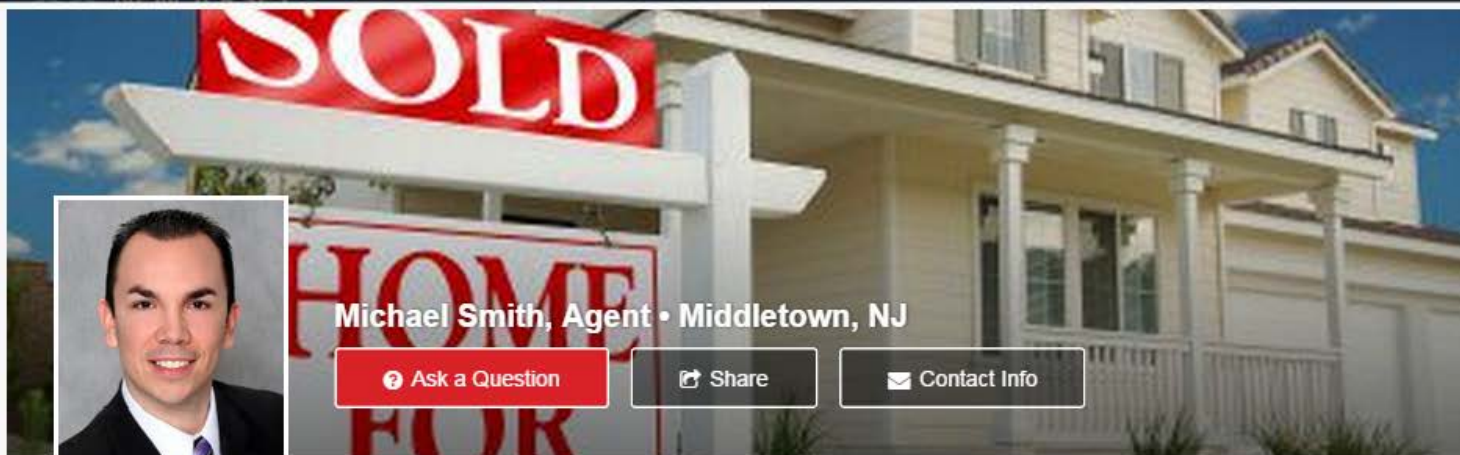 SOLD
HOME
FOR
Michael Smith, Agent • Middletown, NJ
Ask a Question
Share
Contact Info